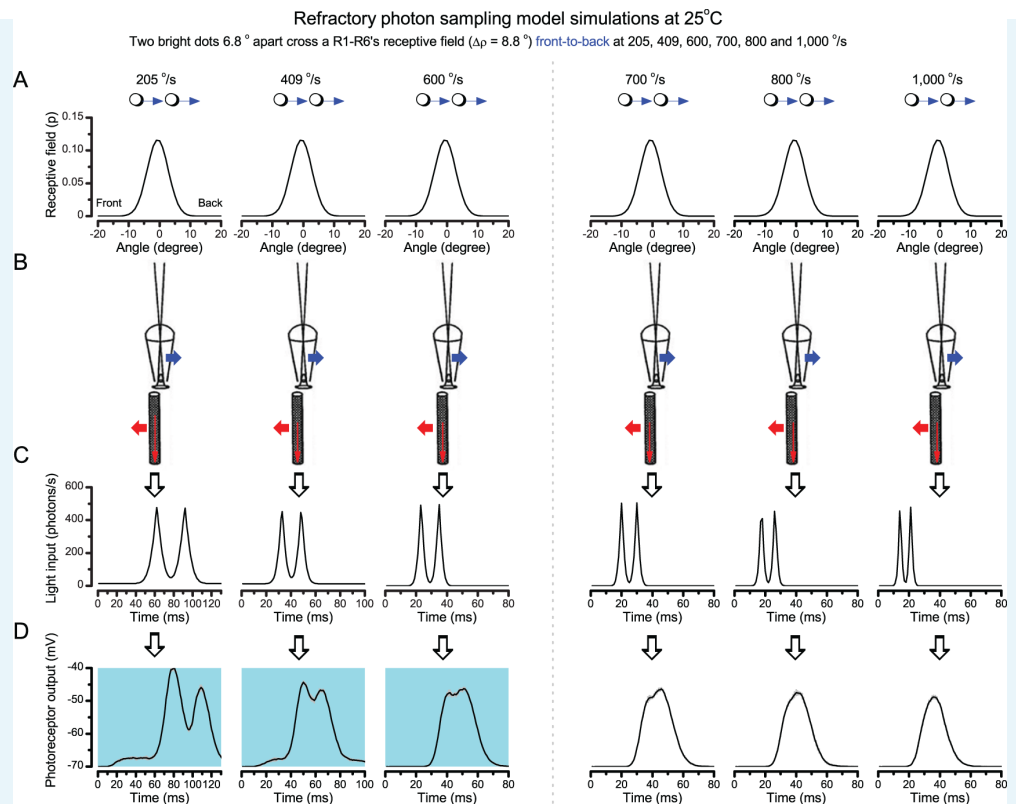 Refractory photon sampling model simulations at 25°C
Two bright dots 6.8 ° apart cross a R1-R6's receptive field (Δρ = 8.8 °) front-to-back at 205, 409, 600, 700, 800 and 1,000 °/s
A
205 °/s 409 °/s 600 °/s 700 °/s 800 °/s 1,000 °/s
Receptive field (ρ)
0.15
0.10
0.05
0
Front Back
-20 -10 0 10 20 -20 -10 0 10 20 -20 -10 0 10 20 -20 -10 0 10 20 -20 -10 0 10 20 -20 -10 0 10 20
Angle (degree) Angle (degree) Angle (degree) Angle (degree) Angle (degree) Angle (degree)
B
C
Light input (photons/s)
600
400
200
0
0 20 40 60 80 100 120 0 20 40 60 80 100 0 20 40 60 80 0 20 40 60 80 0 20 40 60 80 0 20 40 60 80
Time (ms) Time (ms) Time (ms) Time (ms) Time (ms) Time (ms)
D
Photoreceptor output (mV)
-40
-50
-60
-70
0 20 40 60 80 100 120 0 20 40 60 80 100 0 20 40 60 80 0 20 40 60 80 0 20 40 60 80 0 20 40 60 80
Time (ms) Time (ms) Time (ms) Time (ms) Time (ms) Time (ms)